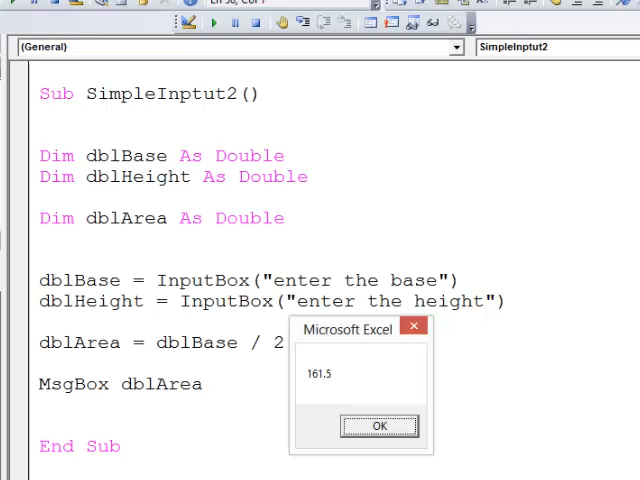 (General)
SimpleInptut2
Sub SimpleInptut2()
Dim dblBase As Double
Dim dblHeight As Double
Dim dblArea As Double
dblBase = InputBox("enter the base")
dblHeight = InputBox("enter the height")
dblArea = dblBase / 2
MsgBox dblArea
End Sub
Microsoft Excel
161.5
OK